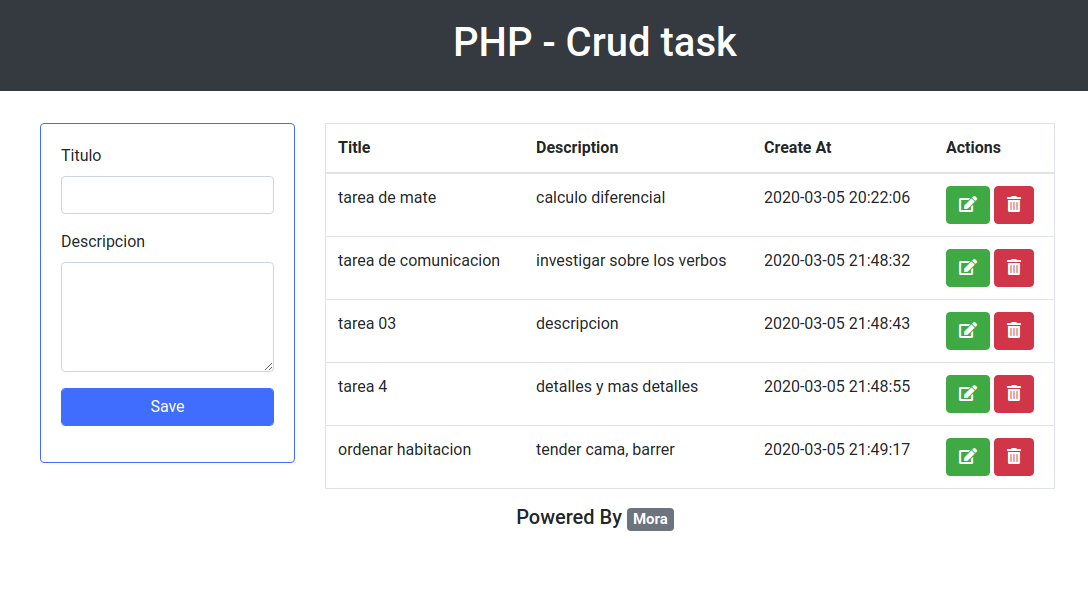 PHP - Crud task
Titulo
Descripcion
Save
Title Description Create At Actions
tarea de mate calculo diferencial 2020-03-05 20:22:06
tarea de comunicacion investigar sobre los verbos 2020-03-05 21:48:32
tarea 03 descripcion 2020-03-05 21:48:43
tarea 4 detalles y mas detalles 2020-03-05 21:48:55
ordenar habitacion tender cama, barrer 2020-03-05 21:49:17
Powered By Mora